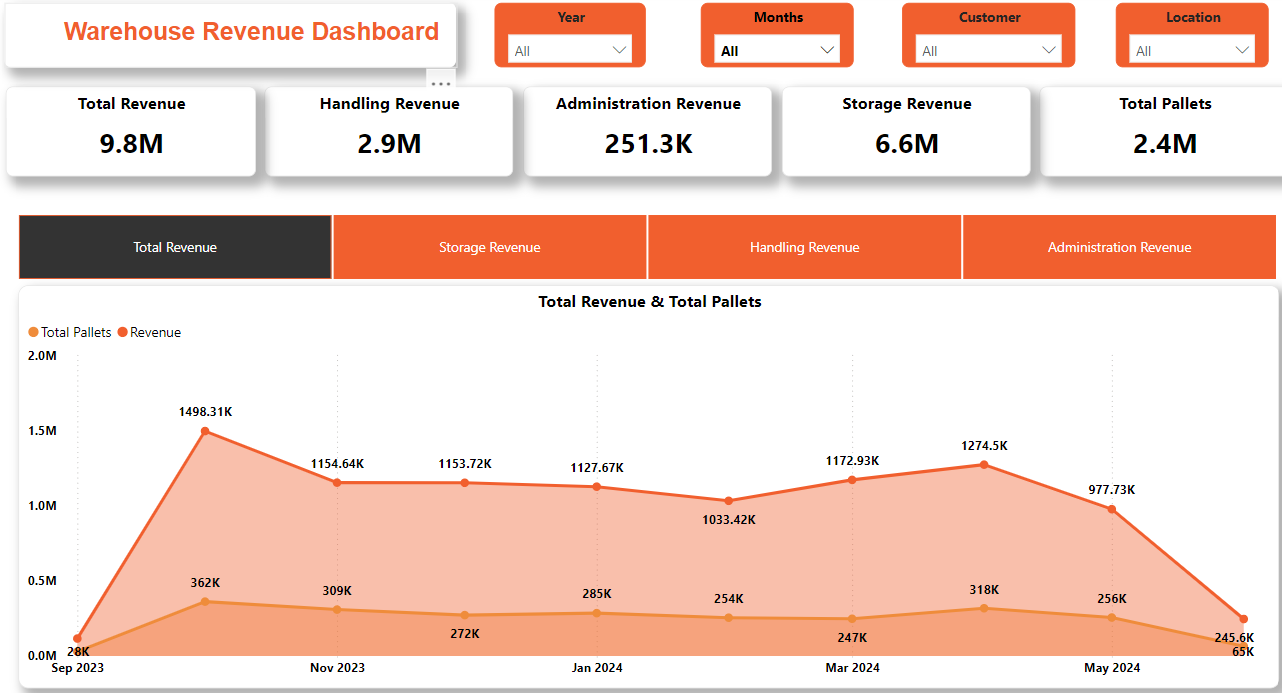 Warehouse Revenue Dashboard
Year
All
Months
All
Customer
All
Location
All
Total Revenue
9.8M
Handling Revenue
2.9M
Administration Revenue
251.3K
Storage Revenue
6.6M
Total Pallets
2.4M
Total Revenue
Storage Revenue
Handling Revenue
Administration Revenue
Total Revenue & Total Pallets
Total Pallets
Revenue
2.0M
1.5M
1.0M
0.5M
0.0M
1498.31K
1154.64K
1153.72K
1127.67K
1033.42K
1172.93K
1274.5K
977.73K
245.6K
28K
362K
309K
272K
285K
254K
247K
318K
256K
65K
Sep 2023
Nov 2023
Jan 2024
Mar 2024
May 2024